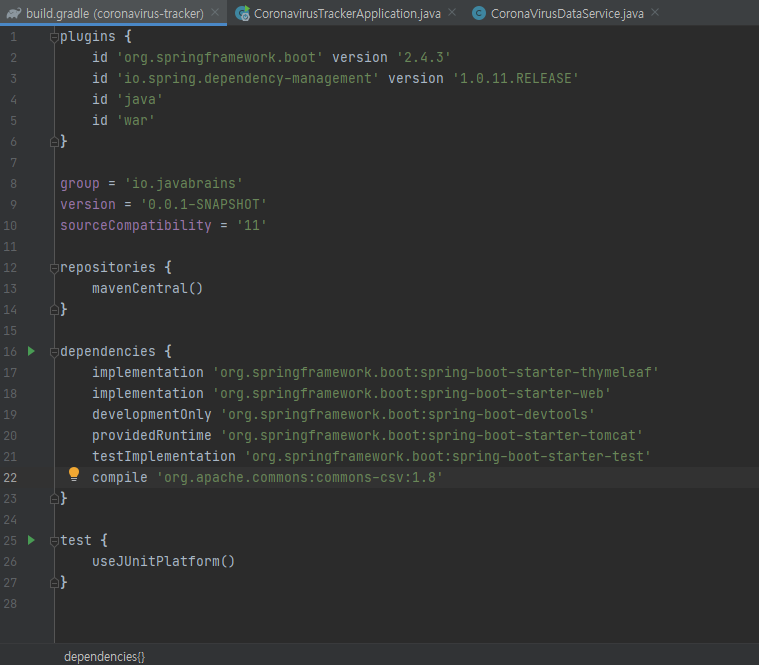 build.gradle (coronavirus-tracker) CoronavirusTrackerApplication.java CoronaVirusDataService.java
1 plugins {
2 id 'org.springframework.boot' version '2.4.3'
3 id 'io.spring.dependency-management' version '1.0.11.RELEASE'
4 id 'java'
5 id 'war'
6 }
7
8 group = 'io.javabrains'
9 version = '0.0.1-SNAPSHOT'
10 sourceCompatibility = '11'
11
12 repositories {
13 mavenCentral()
14 }
15
16 dependencies {
17 implementation 'org.springframework.boot:spring-boot-starter-thymeleaf'
18 implementation 'org.springframework.boot:spring-boot-starter-web'
19 developmentOnly 'org.springframework.boot:spring-boot-devtools'
20 providedRuntime 'org.springframework.boot:spring-boot-starter-tomcat'
21 testImplementation 'org.springframework.boot:spring-boot-starter-test'
22 compile 'org.apache.commons:commons-csv:1.8'
23 }
24
25 test {
26 useJUnitPlatform()
27 }
28
dependencies{}